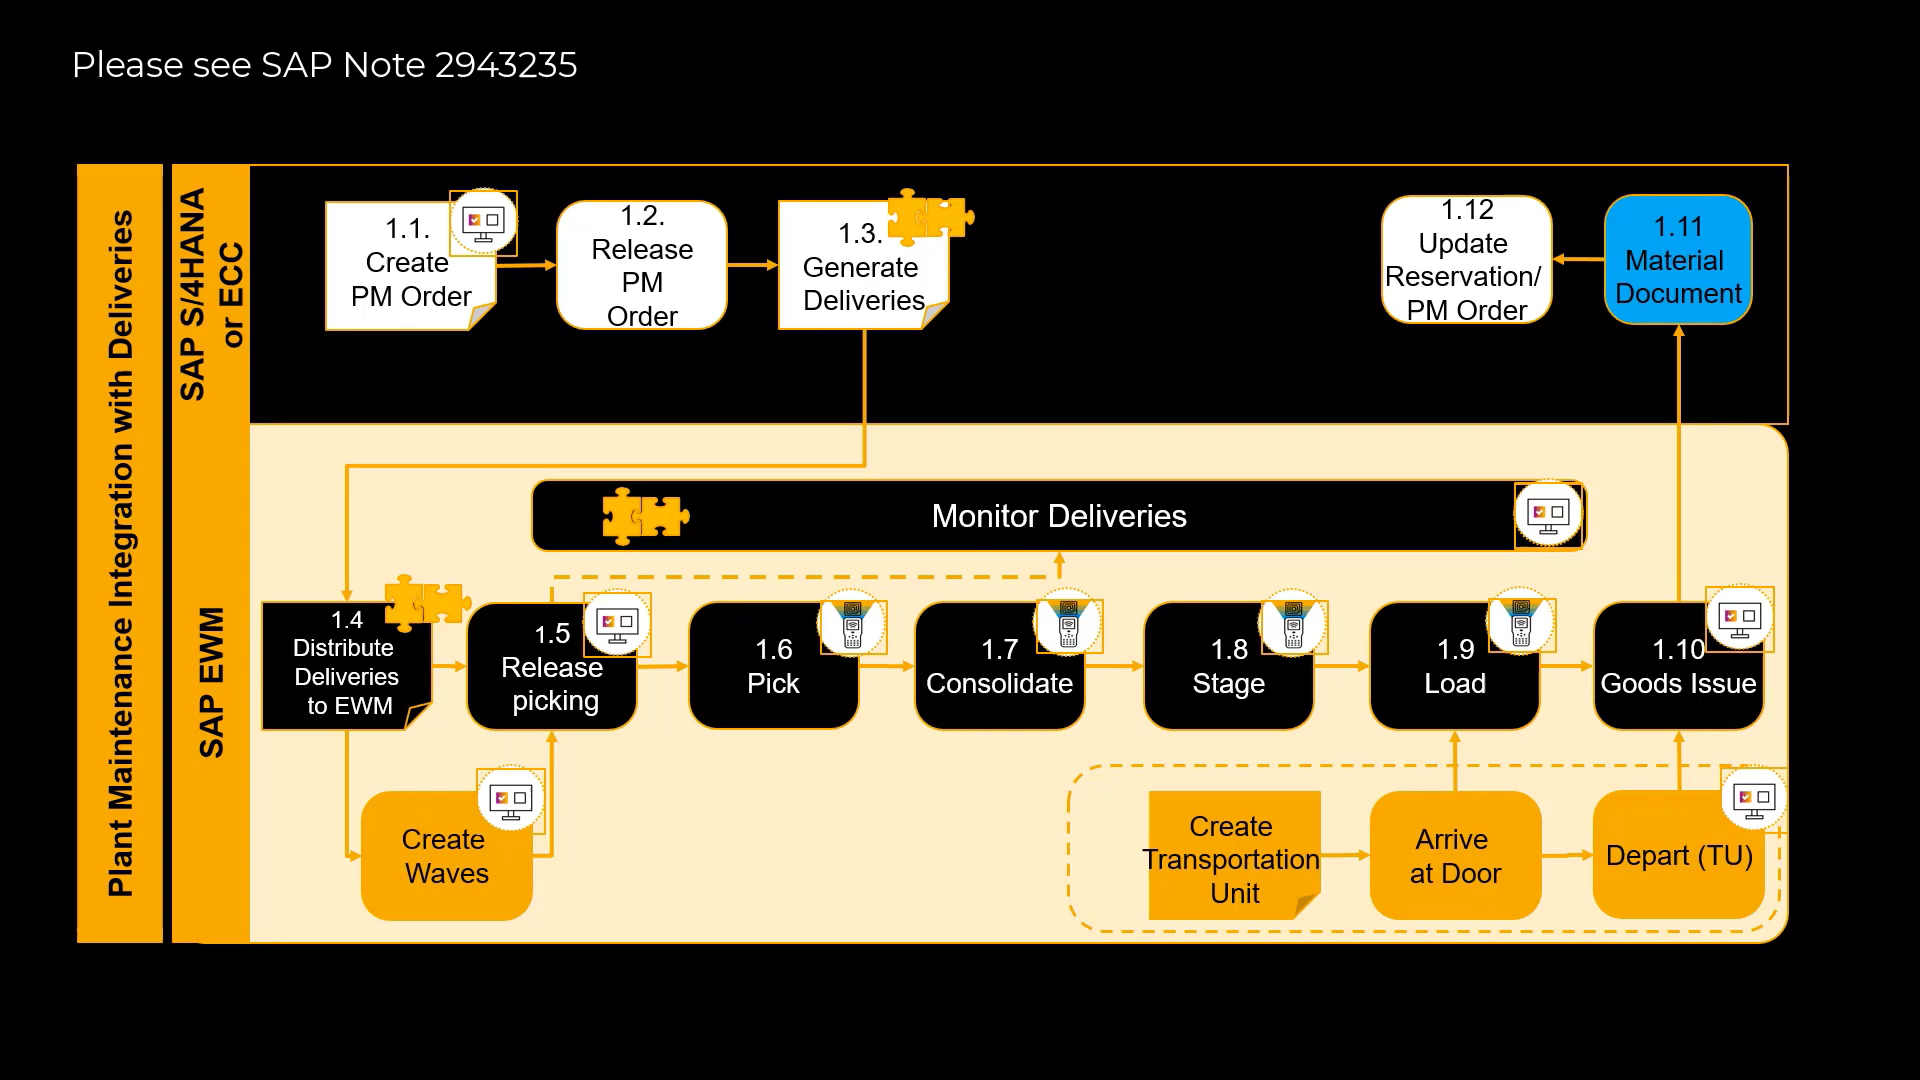 Please see SAP Note 2943235
Plant Maintenance Integration with Deliveries
SAP S/4HANA
or ECC
1.1.
Create
PM Order
1.2.
Release
PM
Order
1.3.
Generate
Deliveries
1.12
Update
Reservation/
PM Order
1.11
Material
Document
SAP EWM
Monitor Deliveries
1.4
Distribute
Deliveries
to EWM
1.5
Release
picking
1.6
Pick
1.7
Consolidate
1.8
Stage
1.9
Load
1.10
Goods Issue
Create
Waves
Create
Transportation
Unit
Arrive
at Door
Depart (TU)